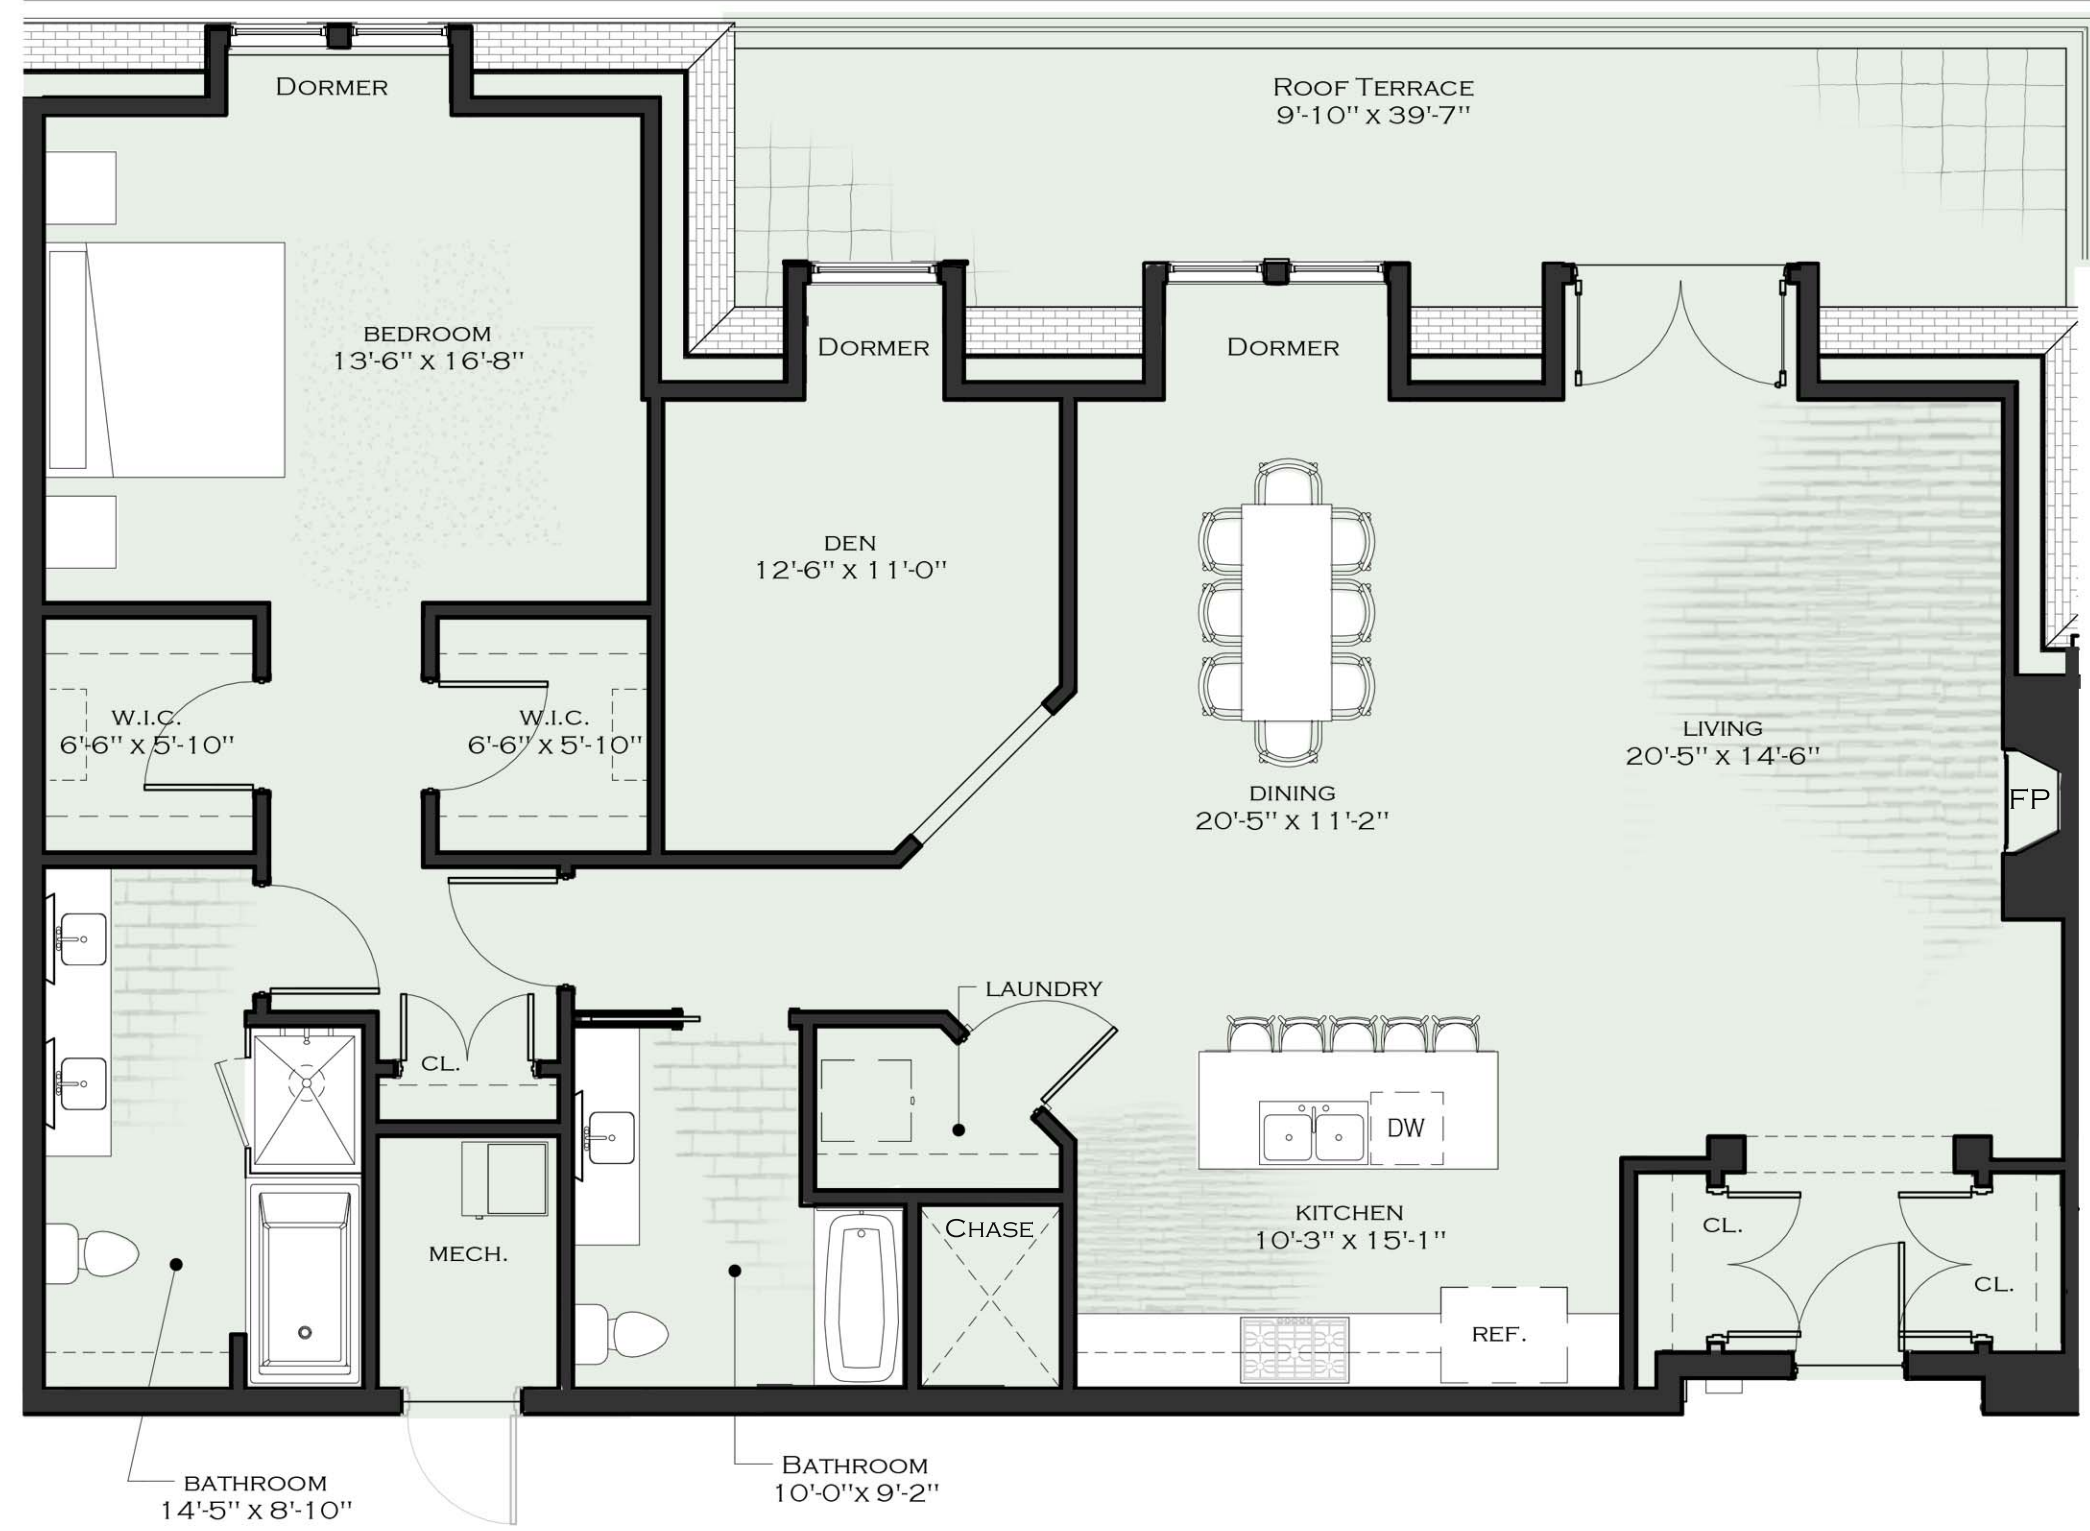 DORMER
ROOF TERRACE
9'-10" X 39'-7"
BEDROOM
13'-6" X 16'-8"
DORMER
DORMER
DEN
12'-6" X 11'-0"
W.I.C.
6'-6" X 5'-10"
W.I.C.
6'-6" X 5'-10"
LIVING
20'-5" X 14'-6"
DINING
20'-5" X 11'-2"
FP
LAUNDRY
CL.
DW
KITCHEN
10'-3" X 15'-1"
CHASE
MECH.
CL.
CL.
REF.
BATHROOM
14'-5" X 8'-10"
BATHROOM
10'-0"X 9'-2"